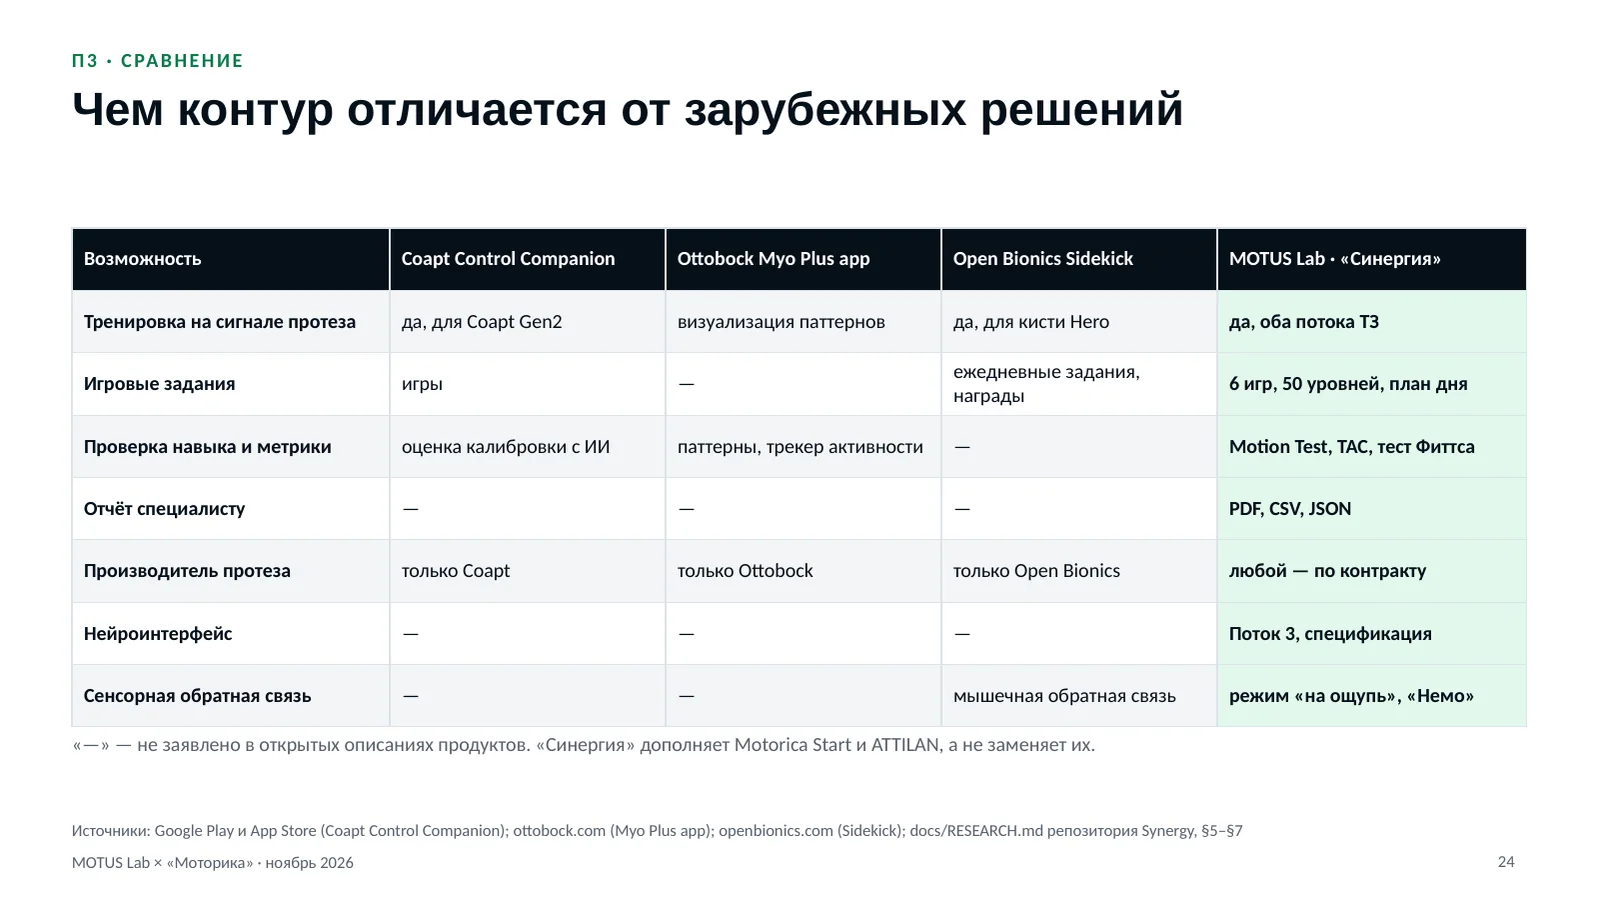 П3 · СРАВНЕНИЕ
Чем контур отличается от зарубежных решений
Возможность Coapt Control Companion Ottobock Myo Plus app Open Bionics Sidekick MOTUS Lab · «Синергия»
Тренировка на сигнале протеза да, для Coapt Gen2 визуализация паттернов да, для кисти Hero да, оба потока ТЗ
Игровые задания игры — ежедневные задания, награды 6 игр, 50 уровней, план дня
Проверка навыка и метрики оценка калибровки с ИИ паттерны, трекер активности — Motion Test, TAC, тест Фиттса
Отчёт специалисту — — — PDF, CSV, JSON
Производитель протеза только Coapt только Ottobock только Open Bionics любой — по контракту
Нейроинтерфейс — — — Поток 3, спецификация
Сенсорная обратная связь — — мышечная обратная связь режим «на ощупь», «Немо»
«—» — не заявлено в открытых описаниях продуктов. «Синергия» дополняет Motorica Start и ATTILAN, а не заменяет их.
Источники: Google Play и App Store (Coapt Control Companion); ottobock.com (Myo Plus app); openbionics.com (Sidekick); docs/RESEARCH.md репозитория Synergy, §5–§7
MOTUS Lab × «Моторика» · ноябрь 2026 24